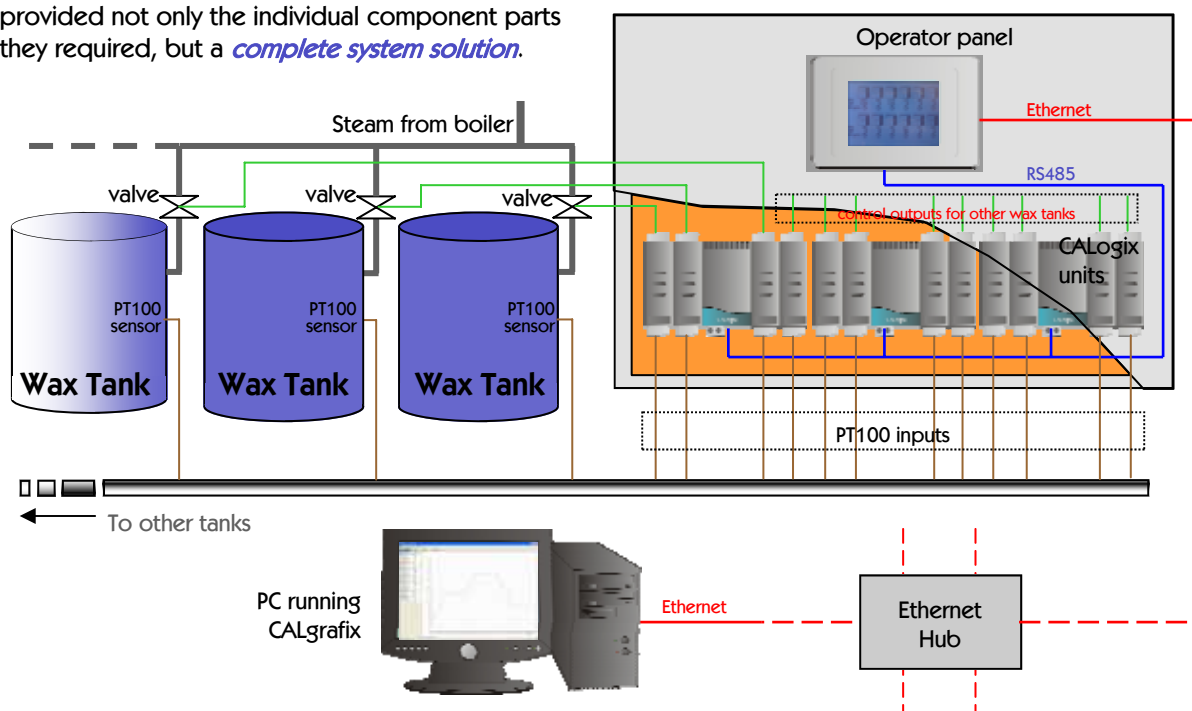 provided not only the individual component parts
they required, but a complete system solution.
Operator panel
Ethernet
Steam from boiler
RS485
valve
valve
valve
control outputs for other wax tanks
CALogix
units
PT100
sensor
PT100
sensor
PT100
sensor
Wax Tank
Wax Tank
Wax Tank
PT100 inputs
To other tanks
PC running
CALgrafix
Ethernet
Ethernet
Hub